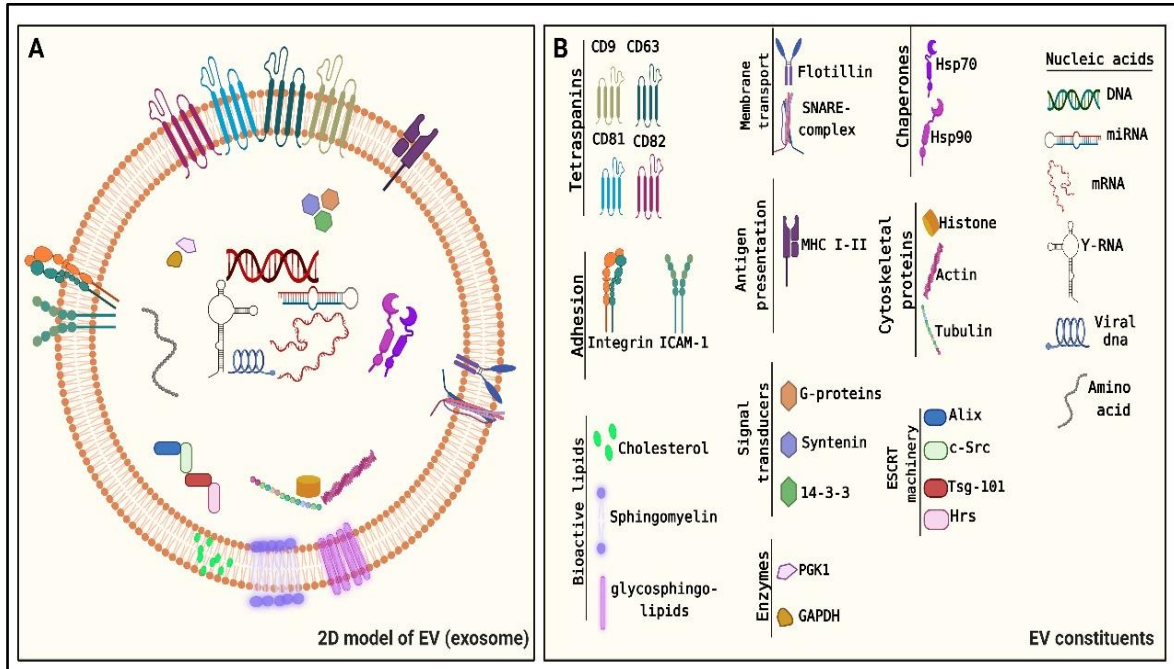 A
2D model of EV (exosome)
B
Tetraspanins
CD9 CD63
CD81 CD82
Adhesion
Integrin ICAM-1
Bioactive lipids
Cholesterol
Sphingomyelin
glycosphingo-
lipids
Membrane
transport
Flotillin
SNARE-
complex
Antigen
presentation
MHC I-II
Signal
transducers
G-proteins
Syntenin
14-3-3
Enzymes
PGK1
GAPDH
Chaperones
Hsp70
Hsp90
Cytoskeletal
proteins
Histone
Actin
Tubulin
ESCRT
machinery
Alix
c-Src
Tsg-101
Hrs
Nucleic acids
DNA
miRNA
mRNA
Y-RNA
Viral
dna
Amino
acid
EV constituents